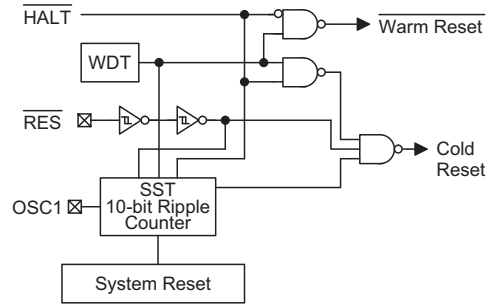 HALT
Warm Reset
WDT
RES
Cold
Reset
SST
10-bit Ripple
Counter
OSC1
System Reset